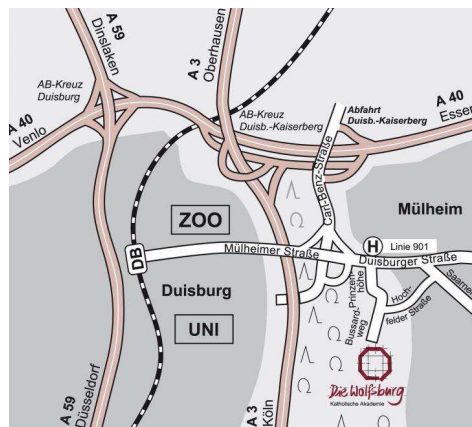 A 59
Dinslaken
A 3
Oberhausen
AB-Kreuz
Duisburg
AB-Kreuz
Duisb.-Kaiserberg
Abfahrt
Duisb.-Kaiserberg
A 40
Venlo
A 40
Essen
Carl-Benz-Straße
ZOO
Mülheim
H
Linie 901
DB
Mülheimer Straße
Duisburger Straße
Duisburg
UNI
Prinzen-
höhe
Bussard-
weg
Hoch-
felder Straße
A 59
Düsseldorf
A 3
Köln
Die Wolfsburg
Katholische Akademie